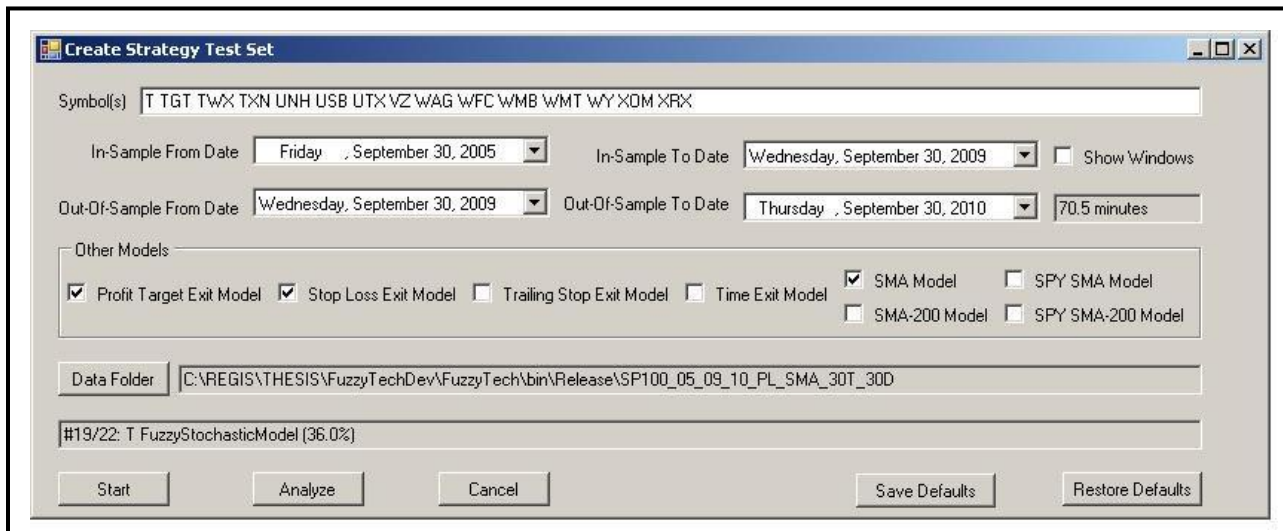 Create Strategy Test Set
Symbol(s) T TGT TWX TXN UNH USB UTX VZ WAG WFC WMB WMT WY XOM XRX
In-Sample From Date Friday , September 30, 2005 In-Sample To Date Wednesday, September 30, 2009 Show Windows
Out-Of-Sample From Date Wednesday, September 30, 2009 Out-Of-Sample To Date Thursday , September 30, 2010 70.5 minutes
Other Models
Profit Target Exit Model Stop Loss Exit Model Trailing Stop Exit Model Time Exit Model SMA Model SPY SMA Model
SMA-200 Model SPY SMA-200 Model
Data Folder C:\REGIS\THESIS\FuzzyTechDev\FuzzyTech\bin\Release\SP100_05_09_10_PL_SMA_30T_30D
#19/22: T FuzzyStochasticModel (36.0%)
Start Analyze Cancel Save Defaults Restore Defaults